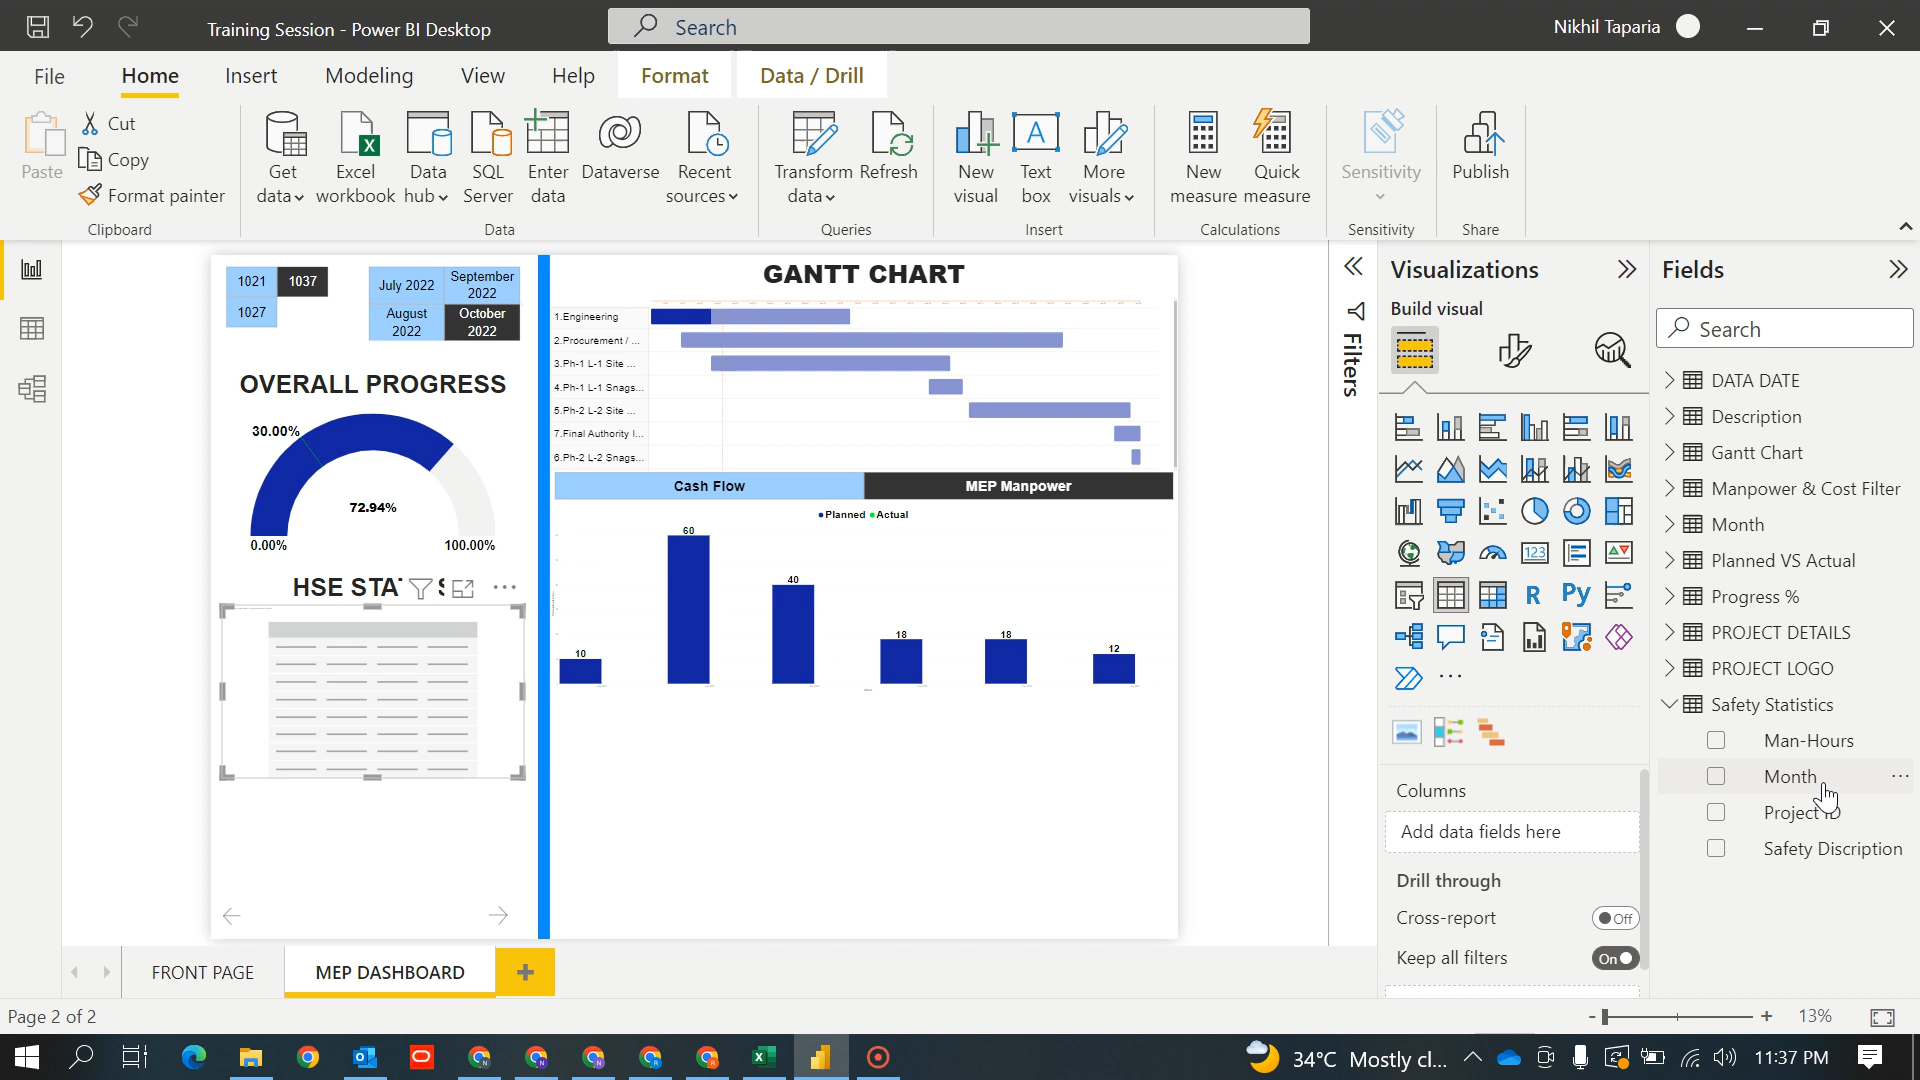 Training Session - Power BI Desktop
Search
Nikhil Taparia
File
Home
Insert
Modeling
View
Help
Format
Data / Drill
Paste
Cut
Copy
Format painter
Clipboard
Get data
Excel workbook
Data hub
SQL Server
Enter data
Dataverse
Recent sources
Data
Transform data
Refresh
Queries
New visual
Text box
More visuals
Insert
New measure
Quick measure
Calculations
Sensitivity
Sensitivity
Publish
Share
1021
1037
1027
July 2022
September 2022
August 2022
October 2022
OVERALL PROGRESS
30.00%
72.94%
0.00%
100.00%
HSE STA
GANTT CHART
1.Engineering
2.Procurement / ...
3.Ph-1 L-1 Site ...
4.Ph-1 L-1 Snags...
5.Ph-2 L-2 Site ...
7.Final Authority I...
6.Ph-2 L-2 Snags...
Cash Flow
MEP Manpower
Planned
Actual
10
60
40
18
18
12
Filters
Visualizations
Build visual
123
R
Py
Columns
Add data fields here
Drill through
Cross-report
Off
Keep all filters
On
Fields
Search
DATA DATE
Description
Gantt Chart
Manpower & Cost Filter
Month
Planned VS Actual
Progress %
PROJECT DETAILS
PROJECT LOGO
Safety Statistics
Man-Hours
Month
Project ID
Safety Discription
FRONT PAGE
MEP DASHBOARD
Page 2 of 2
13%
34°C Mostly cl...
11:37 PM